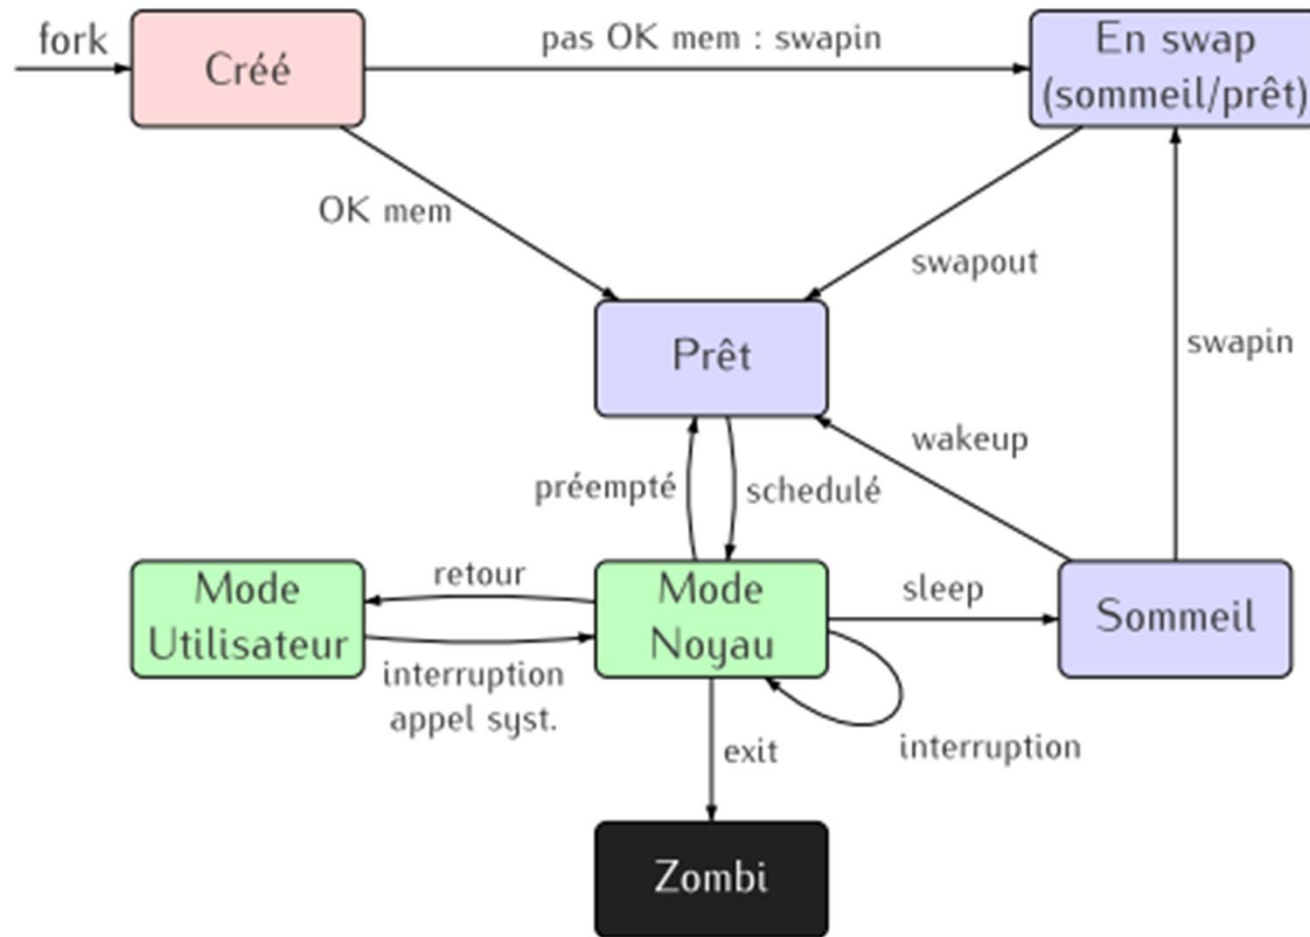 fork
Créé
pas OK mem : swapin
En swap
(sommeil/prêt)
OK mem
swapout
Prêt
swapin
wakeup
préempté
schedulé
Mode
Utilisateur
retour
interruption
appel syst.
Mode
Noyau
sleep
Sommeil
interruption
exit
Zombi